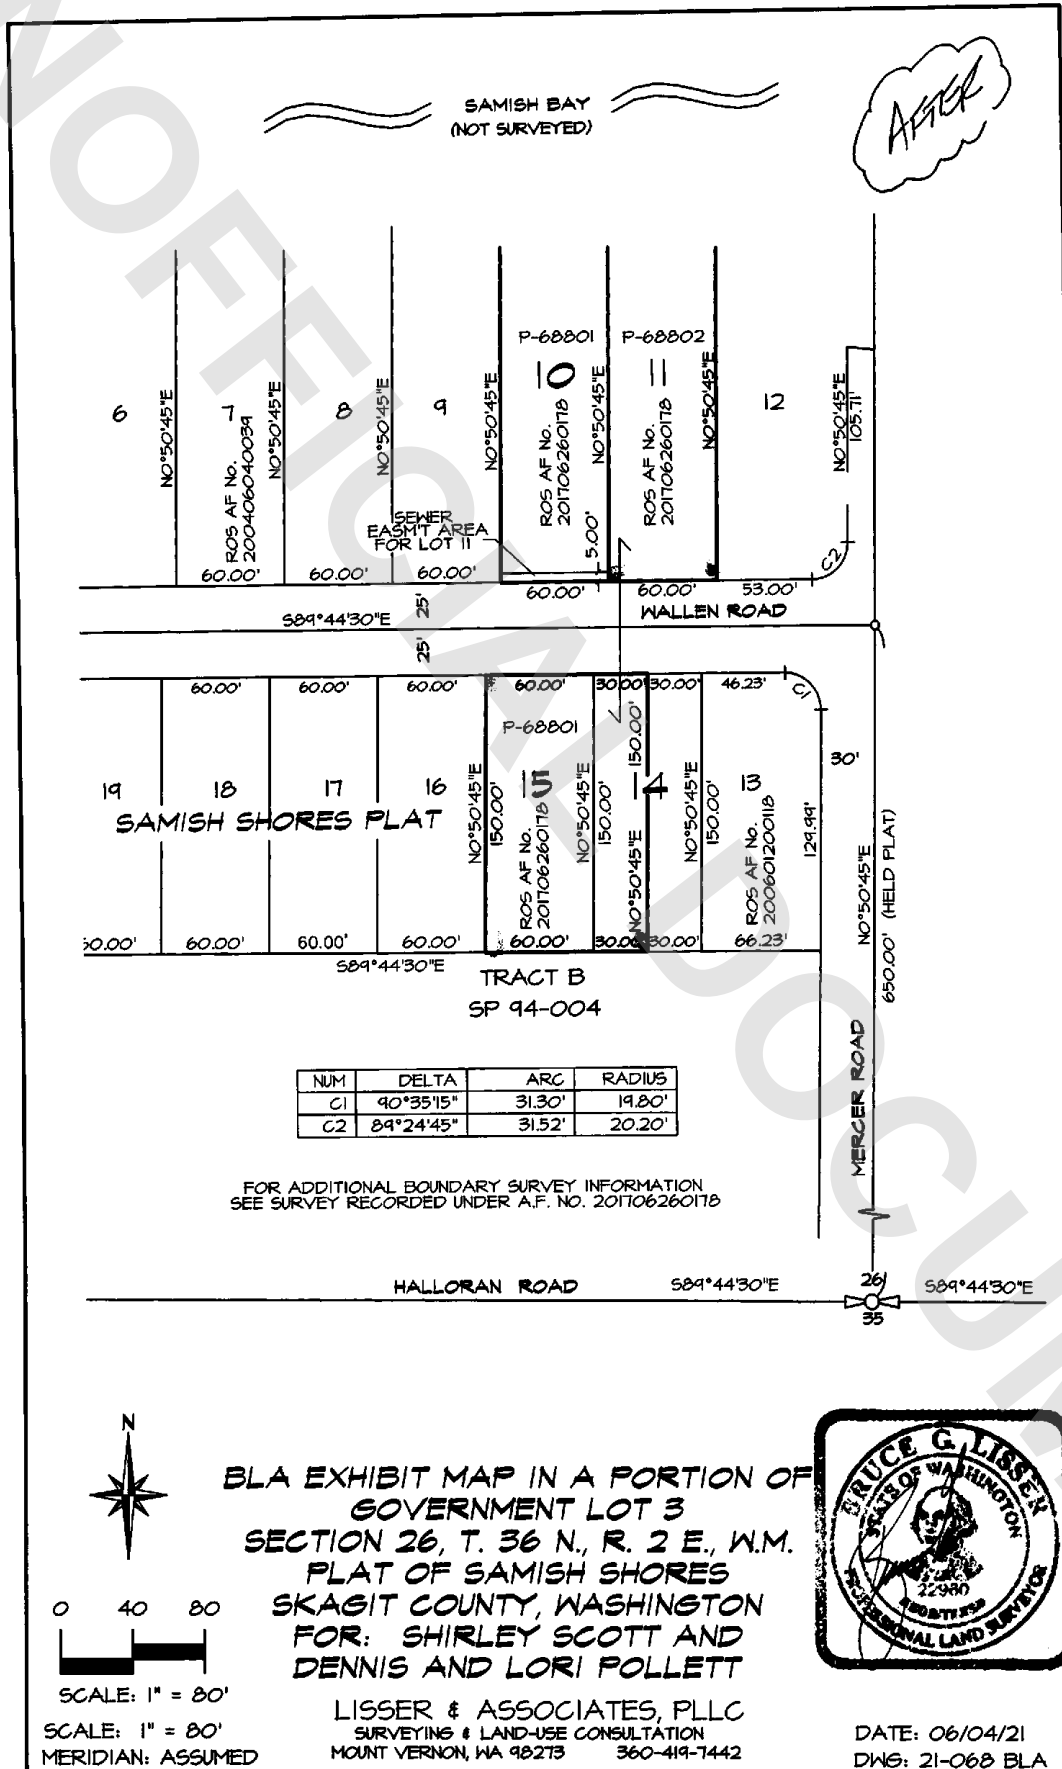 SAMISH BAY
(NOT SURVEYED)
AFTER
P-68801
P-68802
6
7
8
9
10
11
12
N0°50'45"E
ROS AF No.
200406040039
N0°50'45"E
N0°50'45"E
N0°50'45"E
ROS AF No.
201706260178
N0°50'45"E
ROS AF No.
201706260178
N0°50'45"E
N0°50'45"E
105.71'
SEWER
EASM'T AREA
FOR LOT 11
15.00'
C2
60.00'
60.00'
60.00'
60.00'
60.00'
53.00'
S89°44'30"E
25'
WALLEN ROAD
25'
60.00'
60.00'
60.00'
60.00'
30.00'
30.00'
46.23'
C1
P-68801
30'
19
18
17
16
15
14
13
SAMISH SHORES PLAT
N0°50'45"E
150.00'
ROS AF No.
201706260178
N0°50'45"E
150.00'
150.00'
N0°50'45"E
N0°50'45"E
150.00'
ROS AF No.
200601200118
129.99'
N0°50'45"E
650.00' (HELD PLAT)
60.00'
60.00'
60.00'
60.00'
60.00'
30.00'
30.00'
66.23'
S89°44'30"E
TRACT B
SP 94-004
NUM DELTA ARC RADIUS
C1 90°35'15" 31.30' 19.80'
C2 89°24'45" 31.52' 20.20'
MERCER ROAD
FOR ADDITIONAL BOUNDARY SURVEY INFORMATION
SEE SURVEY RECORDED UNDER A.F. NO. 201706260178
HALLORAN ROAD S89°44'30"E 26 S89°44'30"E
35
N
BLA EXHIBIT MAP IN A PORTION OF
GOVERNMENT LOT 3
SECTION 26, T. 36 N., R. 2 E., W.M.
PLAT OF SAMISH SHORES
SKAGIT COUNTY, WASHINGTON
FOR: SHIRLEY SCOTT AND
DENNIS AND LORI POLLETT
0 40 80
SCALE: 1" = 80'
SCALE: 1" = 80'
MERIDIAN: ASSUMED
LISSER & ASSOCIATES, PLLC
SURVEYING & LAND-USE CONSULTATION
MOUNT VERNON, WA 98273 360-419-7442
BRUCE G. LISSER
STATE OF WASHINGTON
22960
REGISTERED
PROFESSIONAL LAND SURVEYOR
DATE: 06/04/21
DWG: 21-068 BLA
UNOFFICIAL DOCUMENT